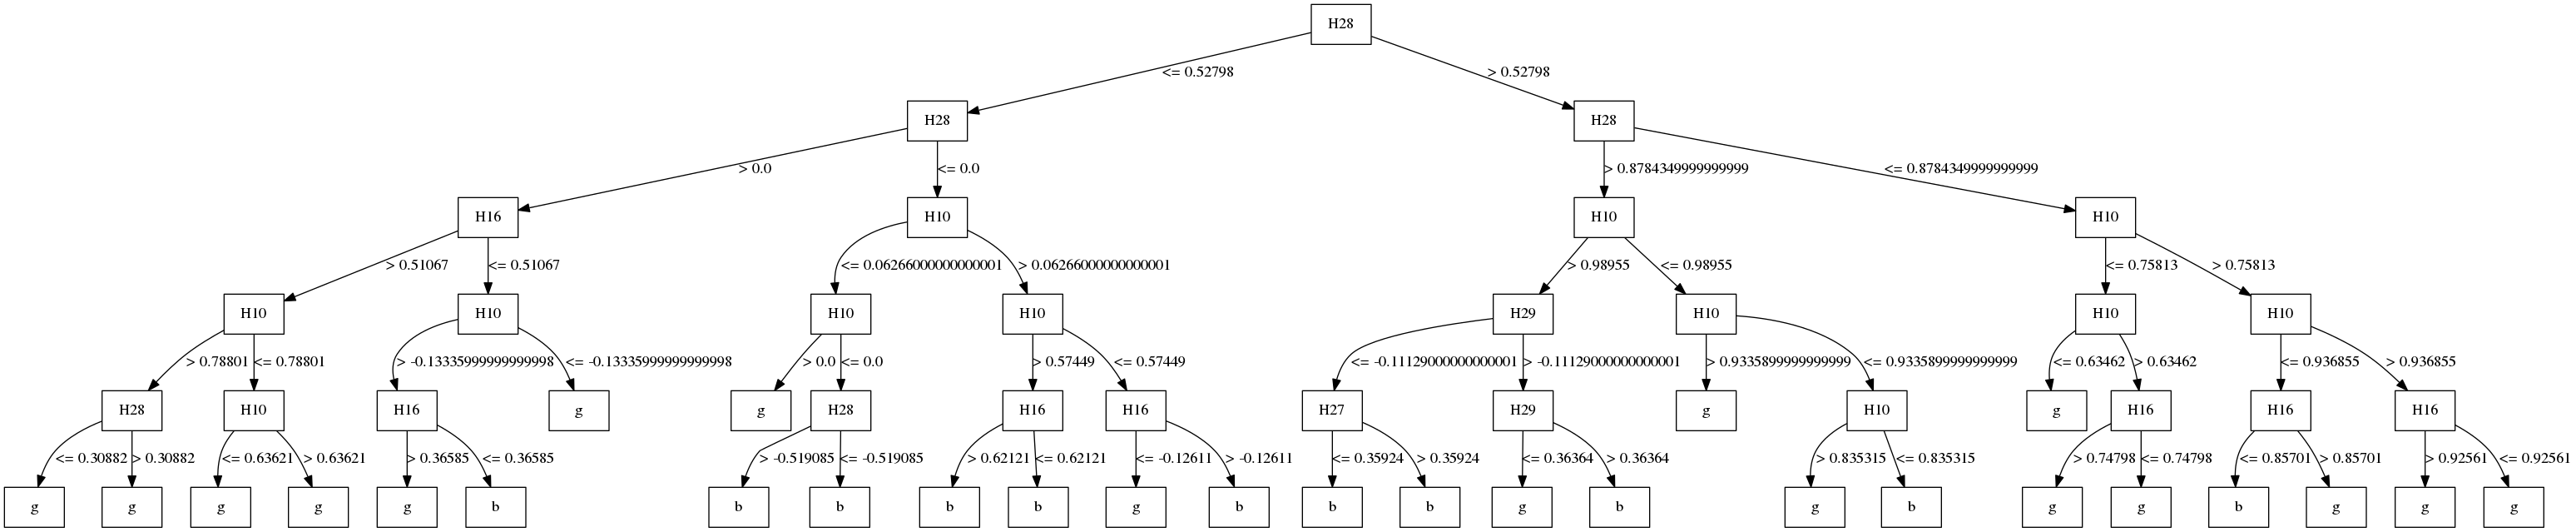 H28
<= 0.52798
> 0.52798
H28
H28
> 0.0
<= 0.0
> 0.8784349999999999
<= 0.8784349999999999
H16
H10
H10
H10
> 0.51067
<= 0.51067
<= 0.06266000000000001
> 0.06266000000000001
> 0.98955
<= 0.98955
<= 0.75813
> 0.75813
H10
H10
H10
H10
H29
H10
H10
H10
> 0.78801
<= 0.78801
> -0.13335999999999998
<= -0.13335999999999998
> 0.0
<= 0.0
> 0.57449
<= 0.57449
<= -0.11129000000000001
> -0.11129000000000001
> 0.9335899999999999
<= 0.9335899999999999
<= 0.63462
> 0.63462
<= 0.936855
> 0.936855
H28
H10
H16
g
g
H28
H16
H16
H27
H29
g
H10
g
H16
H16
H16
<= 0.30882
> 0.30882
<= 0.63621
> 0.63621
> 0.36585
<= 0.36585
> -0.519085
<= -0.519085
> 0.62121
<= 0.62121
<= -0.12611
> -0.12611
<= 0.35924
> 0.35924
<= 0.36364
> 0.36364
> 0.835315
<= 0.835315
> 0.74798
<= 0.74798
<= 0.85701
> 0.85701
> 0.92561
<= 0.92561
g
g
g
g
g
b
b
b
b
b
g
b
b
b
g
b
g
b
g
g
b
g
g
g